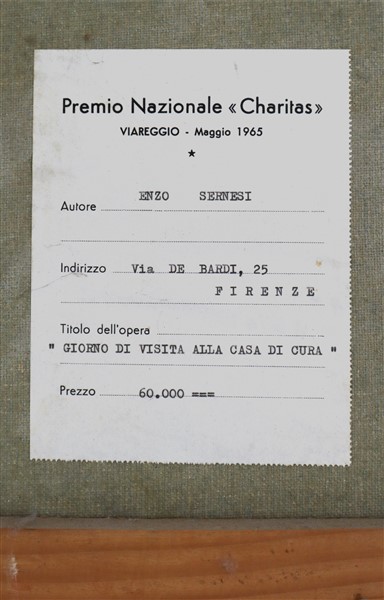 Premio Nazionale « Charitas »
VIAREGGIO - Maggio 1965
★
Autore ENZO SERNESI
Indirizzo Via DE BARDI, 25
FIRENZE
Titolo dell'opera
" GIORNO DI VISITA ALLA CASA DI CURA "
Prezzo 60.000 ===